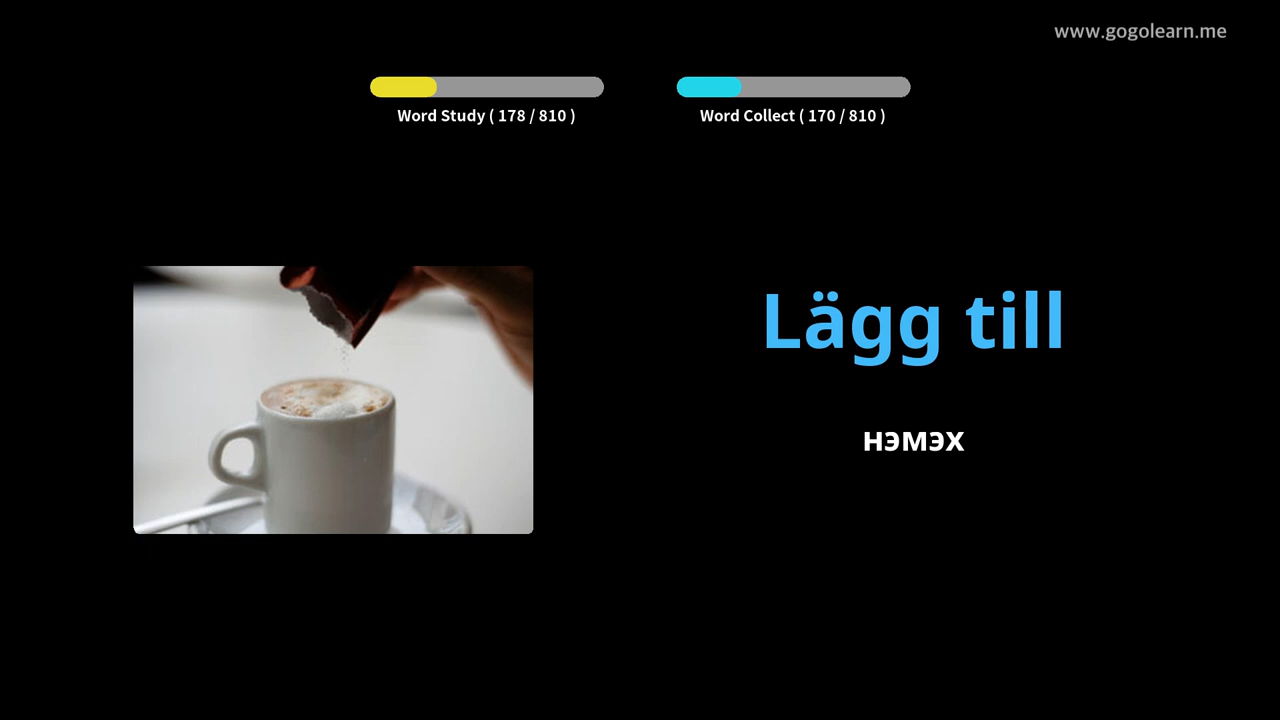 www.gogolearn.me
Word Study ( 178 / 810 )
Word Collect ( 170 / 810 )
Lägg till
нэмэх